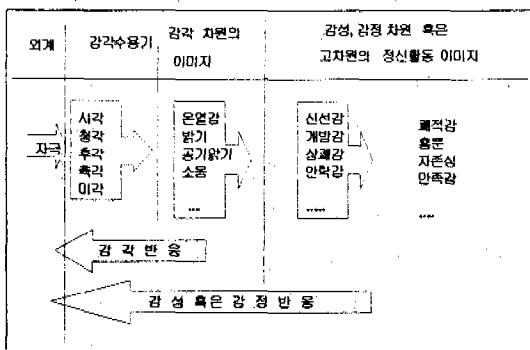 외계
감각수용기
감각 차원의
이미지
감성, 감정 차원 혹은
고차원의 정신활동 이미지
자극
시각
청각
후각
촉각
미각
온열감
밝기
공기맑기
소음
....
신선감
개방감
상쾌감
안락감
.....
쾌적감
흥분
자존심
만족감
....
감 각 반 응
감 성 혹 은 감 정 반 응